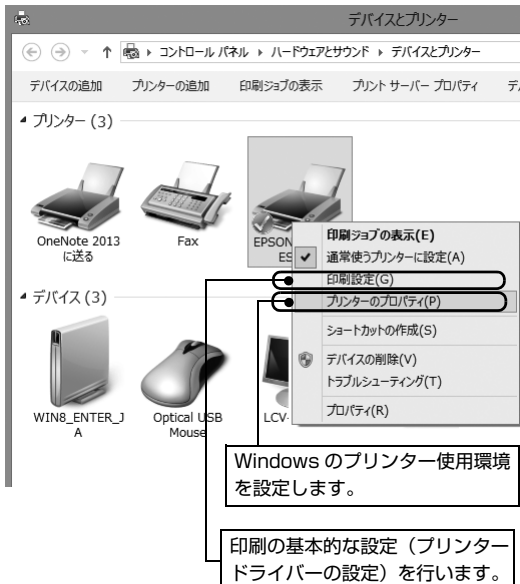 デバイスとプリンター
コントロール パネル ▸ ハードウェアとサウンド ▸ デバイスとプリンター
デバイスの追加 プリンターの追加 印刷ジョブの表示 プリント サーバー プロパティ デ
プリンター (3)
OneNote 2013
に送る
Fax
EPSON
ES
印刷ジョブの表示(E)
通常使うプリンターに設定(A)
印刷設定(G)
プリンターのプロパティ(P)
ショートカットの作成(S)
デバイスの削除(V)
トラブルシューティング(T)
プロパティ(R)
デバイス (3)
WIN8_ENTER_J
A
Optical USB
Mouse
LCV-
Windows のプリンター使用環境
を設定します。
印刷の基本的な設定（プリンター
ドライバーの設定）を行います。